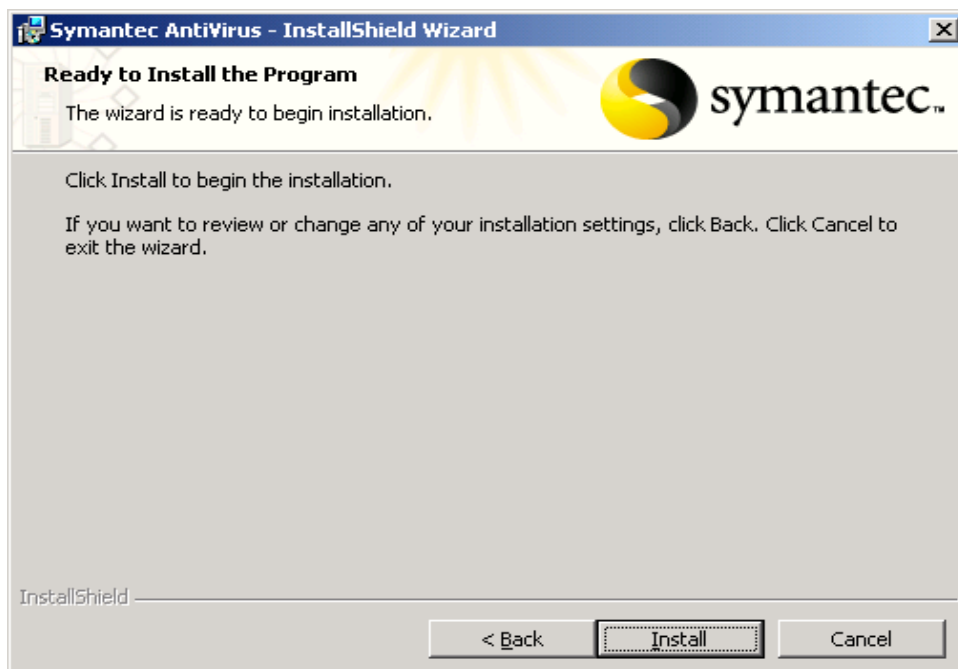 Symantec AntiVirus - InstallShield Wizard
Ready to Install the Program
The wizard is ready to begin installation.
symantec™
Click Install to begin the installation.
If you want to review or change any of your installation settings, click Back. Click Cancel to
exit the wizard.
InstallShield
< Back
Install
Cancel